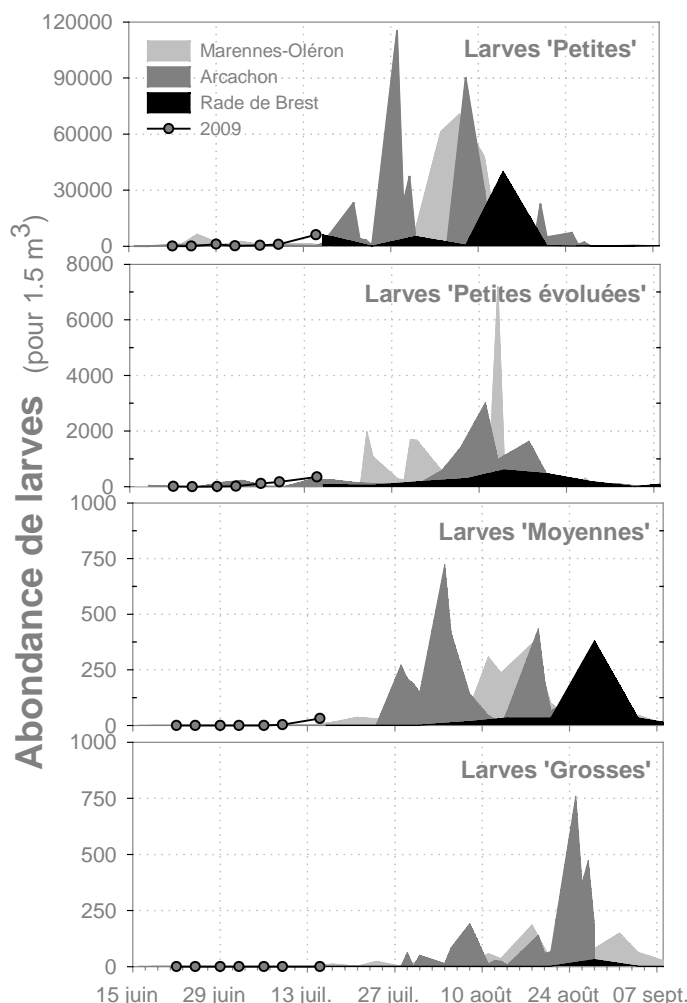 Abondance de larves (pour 1.5 m³)
120000
90000
60000
30000
0
Marennes-Oléron
Arcachon
Rade de Brest
2009
Larves 'Petites'
8000
6000
4000
2000
0
Larves 'Petites évoluées'
1000
750
500
250
0
Larves 'Moyennes'
1000
750
500
250
0
Larves 'Grosses'
15 juin 29 juin 13 juil. 27 juil. 10 août 24 août 07 sept.